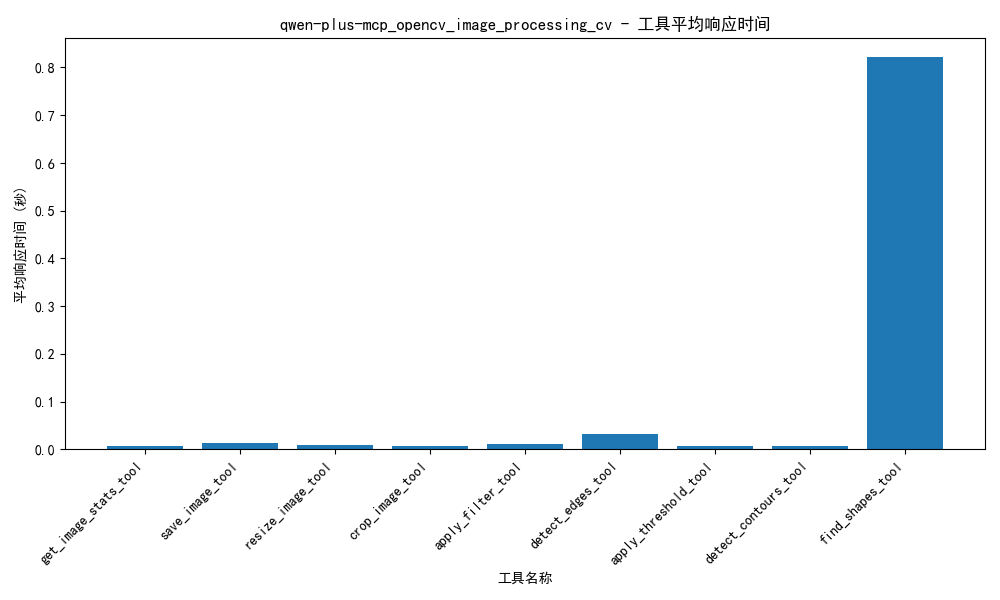 qwen-plus-mcp_opencv_image_processing_cv - 工具平均响应时间
平均响应时间 (秒)
0.8
0.7
0.6
0.5
0.4
0.3
0.2
0.1
0.0
get_image_stats_tool
save_image_tool
resize_image_tool
crop_image_tool
apply_filter_tool
detect_edges_tool
apply_threshold_tool
detect_contours_tool
find_shapes_tool
工具名称